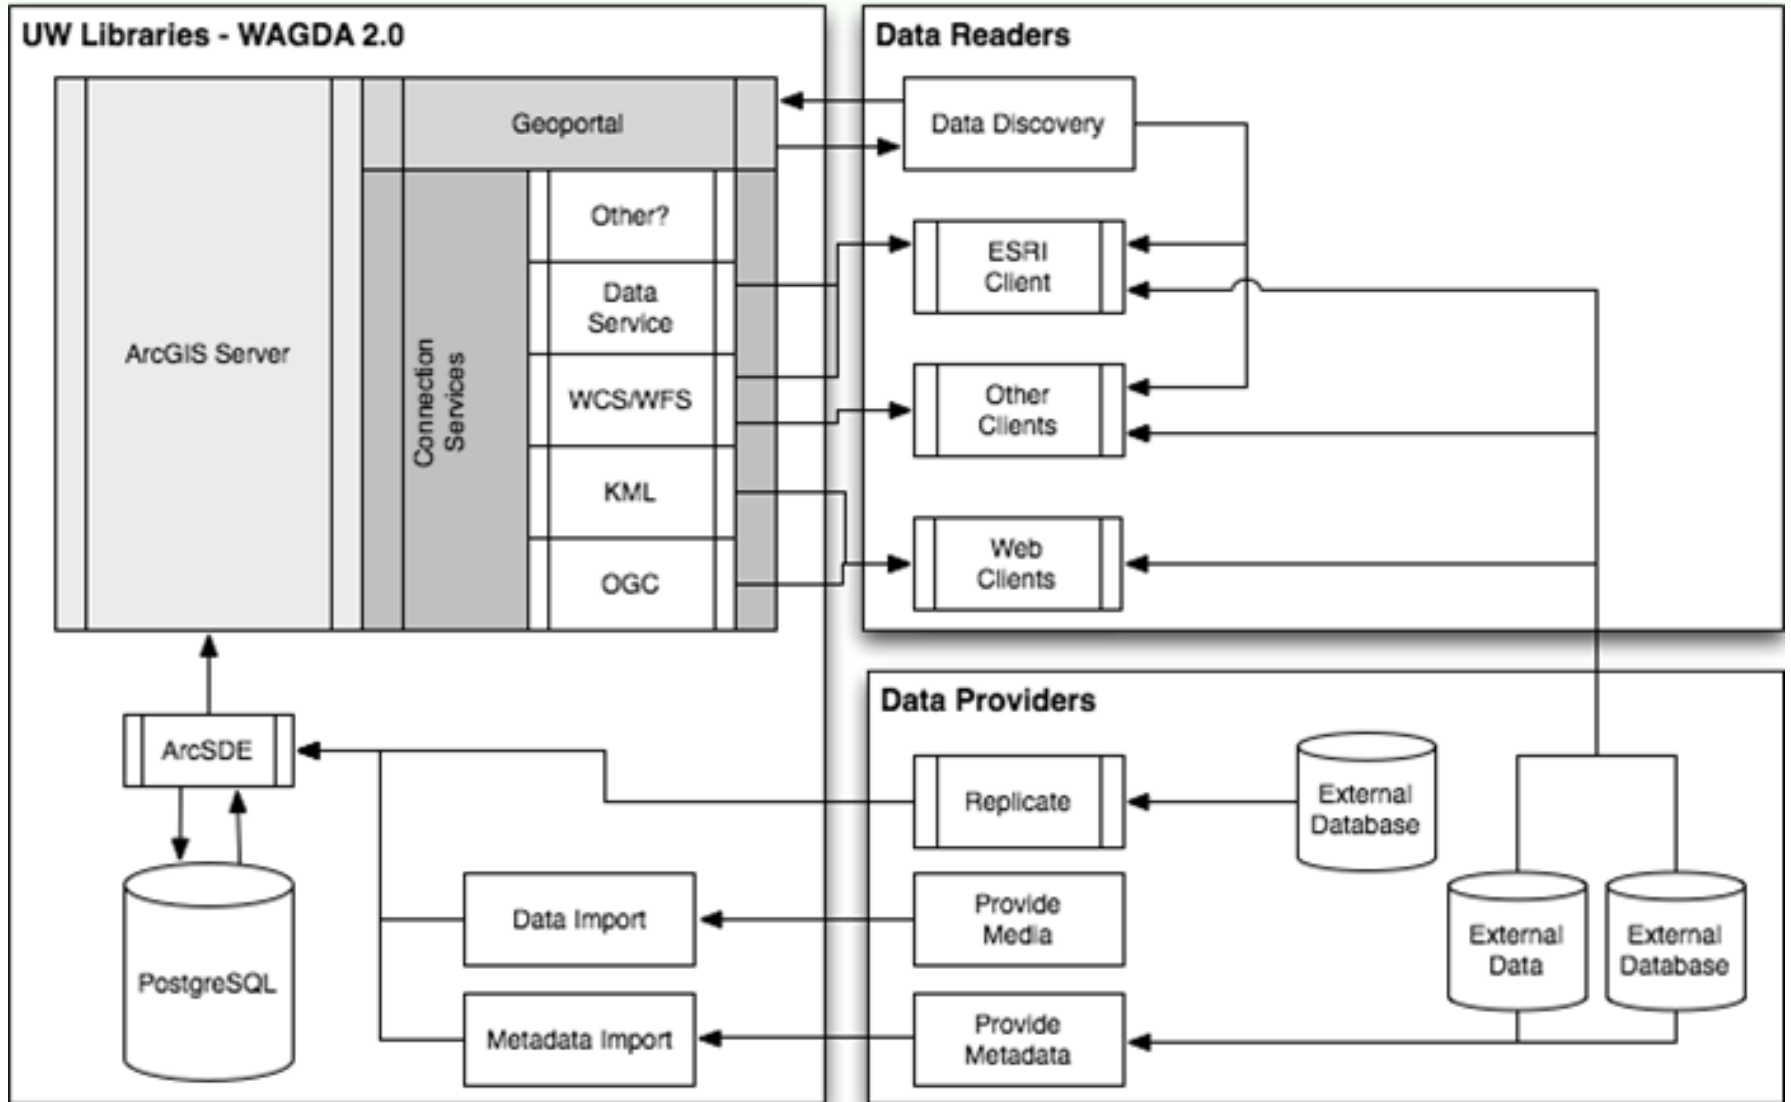 UW Libraries - WAGDA 2.0
Geoportal
ArcGIS Server
Connection
Services
Other?
Data
Service
WCS/WFS
KML
OGC
ArcSDE
PostgreSQL
Data Import
Metadata Import
Data Readers
Data Discovery
ESRI
Client
Other
Clients
Web
Clients
Data Providers
Replicate
External
Database
Provide
Media
Provide
Metadata
External
Data
External
Database